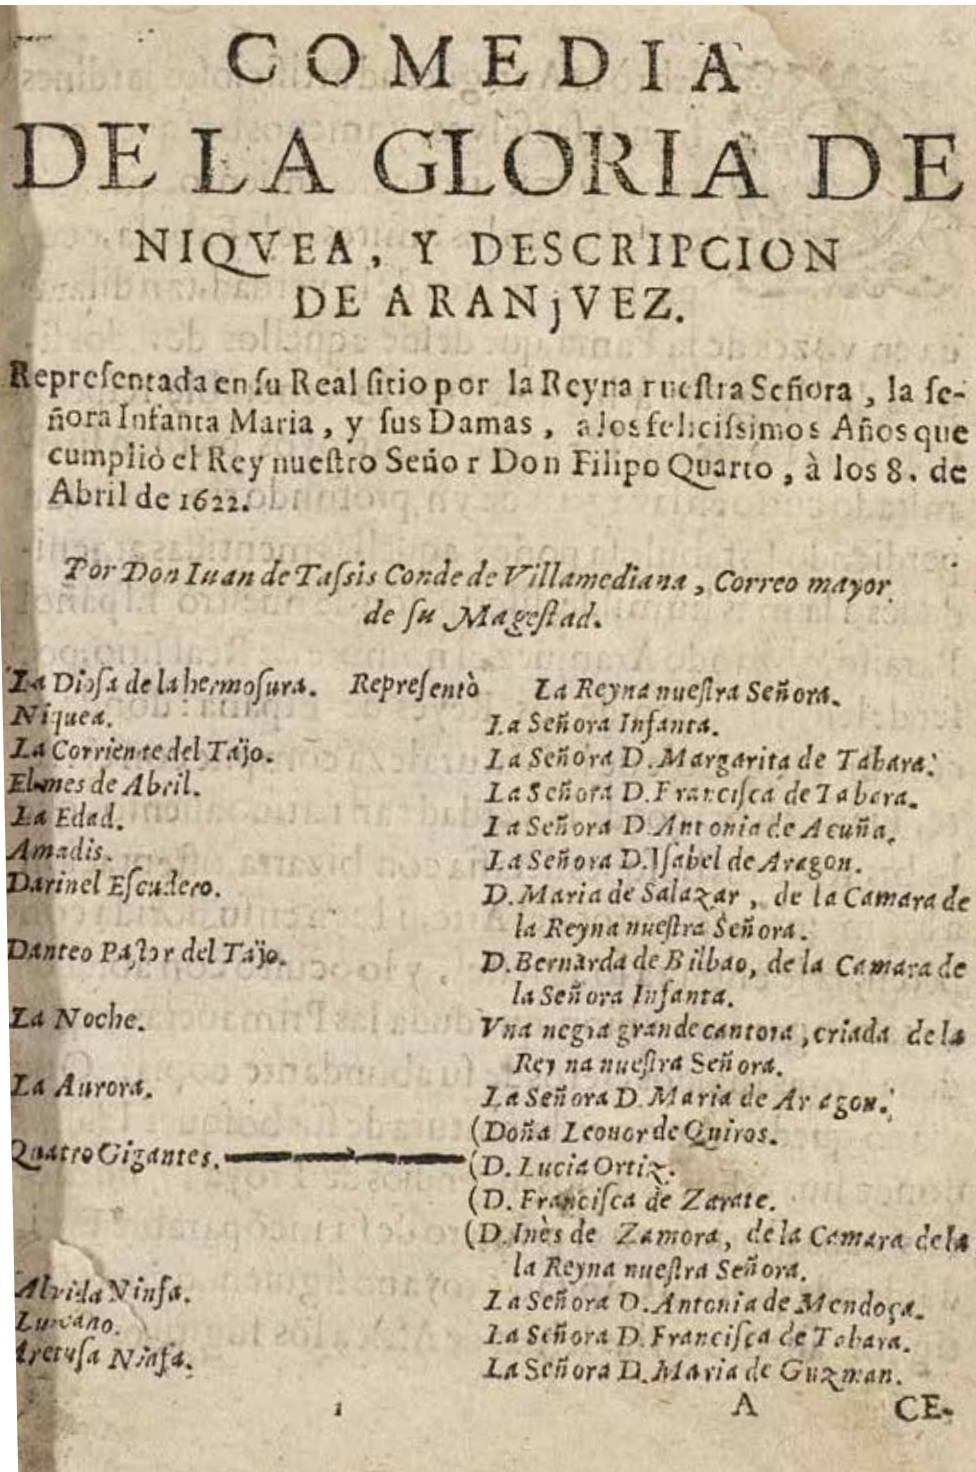 COMEDIA
DE LA GLORIA DE
NIQVEA, Y DESCRIPCION
DE ARANjVEZ.
Representada en su Real sitio por la Reyna nuestra Señora, la se-
ñora Infanta Maria, y sus Damas, a los felicissimos Años que
cumpliò el Rey nuestro Señor Don Filipo Quarto, à los 8. de
Abril de 1622.
Por Don Iuan de Tassis Conde de Villamediana, Correo mayor
de su Magestad.
La Diosa de la hermosura. Representò La Reyna nuestra Señora.
Niquea. La Señora Infanta.
La Corriente del Tajo. La Señora D. Margarita de Tabara.
El mes de Abril. La Señora D. Francisca de Tabara.
La Edad. La Señora D. Antonia de Acuña.
Amadis. La Señora D. Isabel de Aragon.
Darinel Escudero. D. Maria de Salazar, de la Camara de
la Reyna nuestra Señora.
Danteo Pastor del Tajo. D. Bernarda de Bilbao, de la Camara de
la Señora Infanta.
La Noche. Vna negra grande cantora, criada de la
Reyna nuestra Señora.
La Aurora. La Señora D. Maria de Aragon.
(Doña Leonor de Quiros.
Quatro Gigantes. (D. Lucia Ortiz.
(D. Francisca de Zarate.
(D. Inès de Zamora, de la Camara de la
la Reyna nuestra Señora.
Albida Ninfa. La Señora D. Antonia de Mendoça.
Lurcano. La Señora D. Francisca de Tabara.
Aretusa Ninfa. La Señora D. Maria de Guzman.
1 A CE-